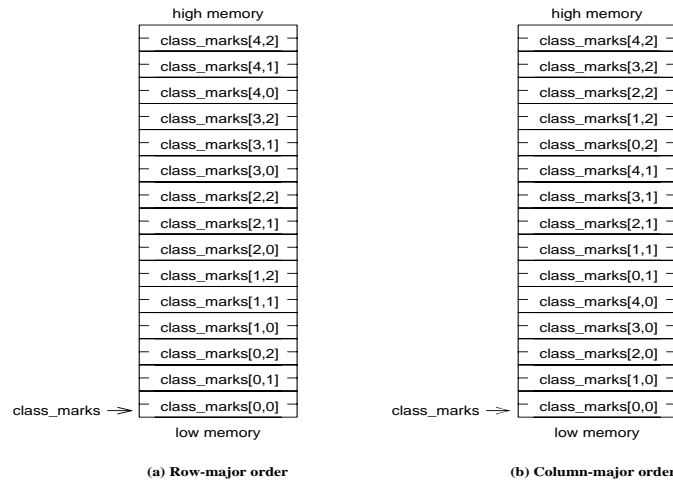 high memory
class_marks[4,2]
class_marks[4,1]
class_marks[4,0]
class_marks[3,2]
class_marks[3,1]
class_marks[3,0]
class_marks[2,2]
class_marks[2,1]
class_marks[2,0]
class_marks[1,2]
class_marks[1,1]
class_marks[1,0]
class_marks[0,2]
class_marks[0,1]
class_marks
class_marks[0,0]
low memory
(a) Row-major order
high memory
class_marks[4,2]
class_marks[3,2]
class_marks[2,2]
class_marks[1,2]
class_marks[0,2]
class_marks[4,1]
class_marks[3,1]
class_marks[2,1]
class_marks[1,1]
class_marks[0,1]
class_marks[4,0]
class_marks[3,0]
class_marks[2,0]
class_marks[1,0]
class_marks
class_marks[0,0]
low memory
(b) Column-major order